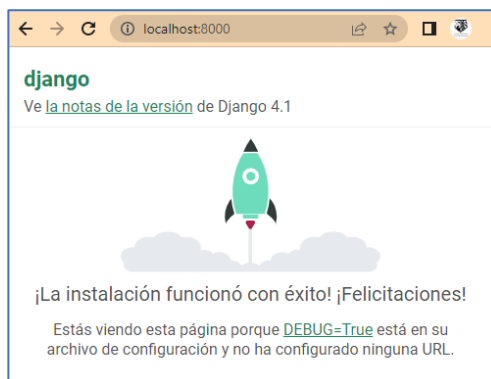 localhost:8000
django
Ve la notas de la versión de Django 4.1
¡La instalación funcionó con éxito! ¡Felicitaciones!
Estás viendo esta página porque DEBUG=True está en su
archivo de configuración y no ha configurado ninguna URL.